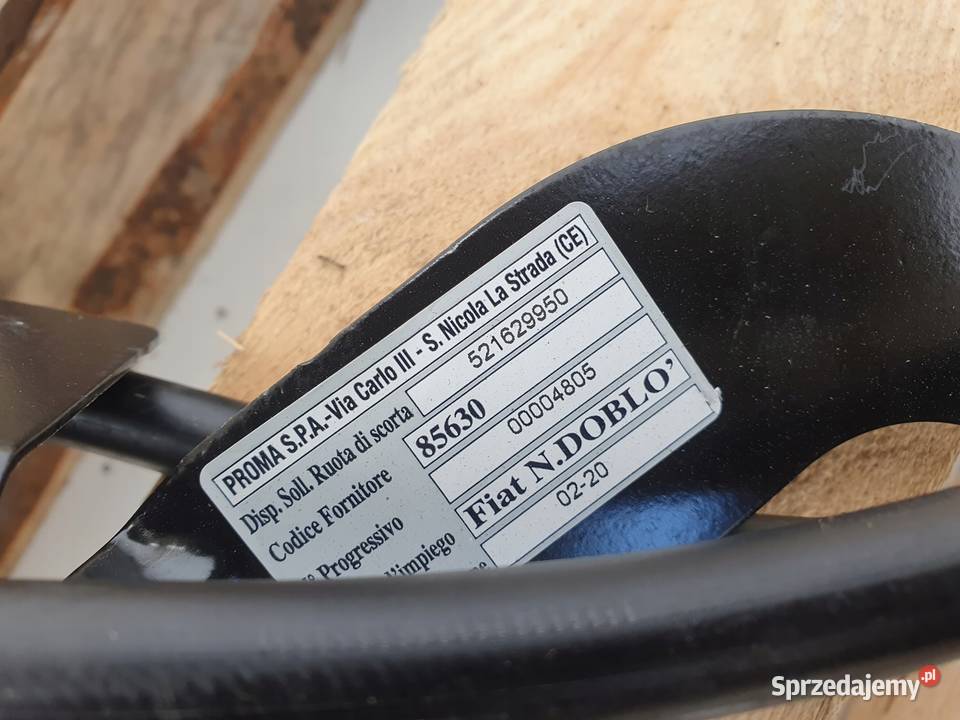 PROMA S.P.A.-Via Carlo III - S. Nicola La Strada (CE)
Disp. Soll. Ruota di scorta 521629950
Codice Fornitore 85630
Progressivo 00004805
d'impiego Fiat N.DOBLO'
02-20
Sprzedajemy.pl